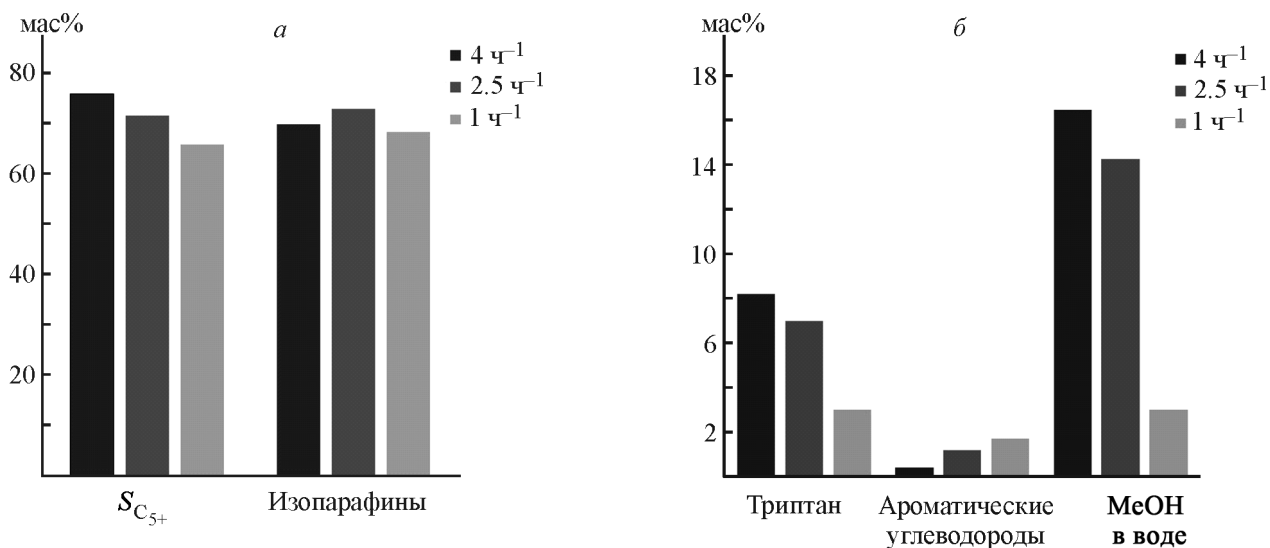 мас%
а
4 ч–1
2.5 ч–1
1 ч–1
80
60
40
20
SC5+
Изопарафины
мас%
б
4 ч–1
2.5 ч–1
1 ч–1
18
14
10
6
2
Триптан
Ароматические
углеводороды
MeOH
в воде